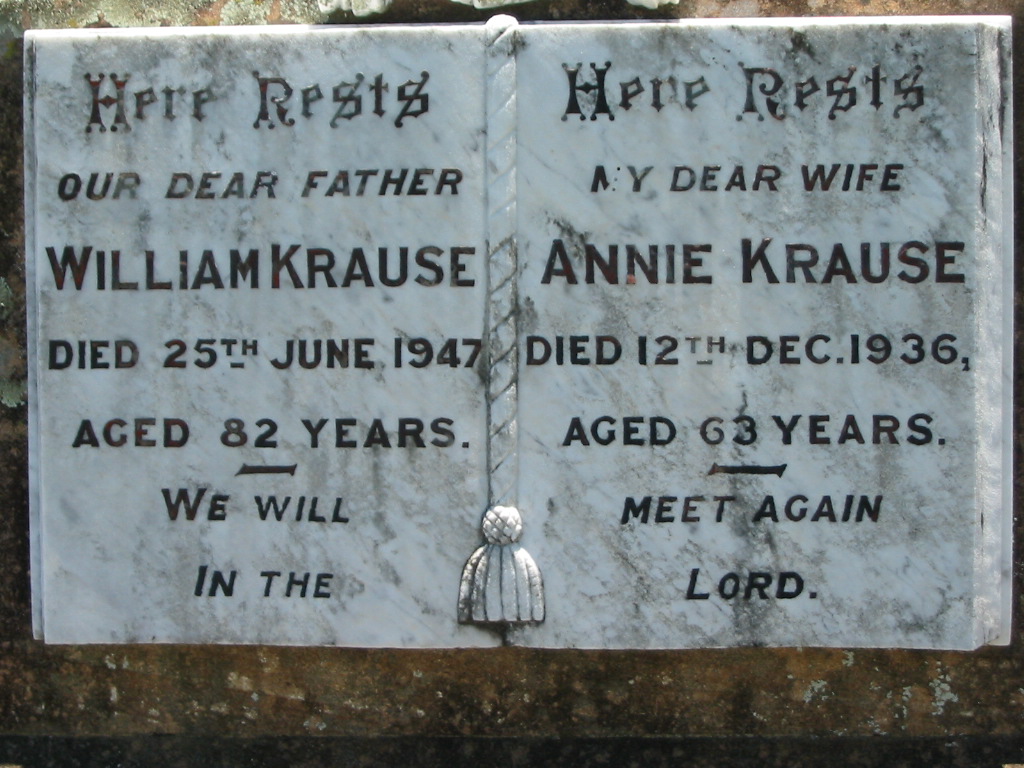 Here Rests
OUR DEAR FATHER
WILLIAM KRAUSE
DIED 25TH JUNE 1947
AGED 82 YEARS.
WE WILL
IN THE
Here Rests
MY DEAR WIFE
ANNIE KRAUSE
DIED 12TH DEC. 1936,
AGED 63 YEARS.
MEET AGAIN
LORD.